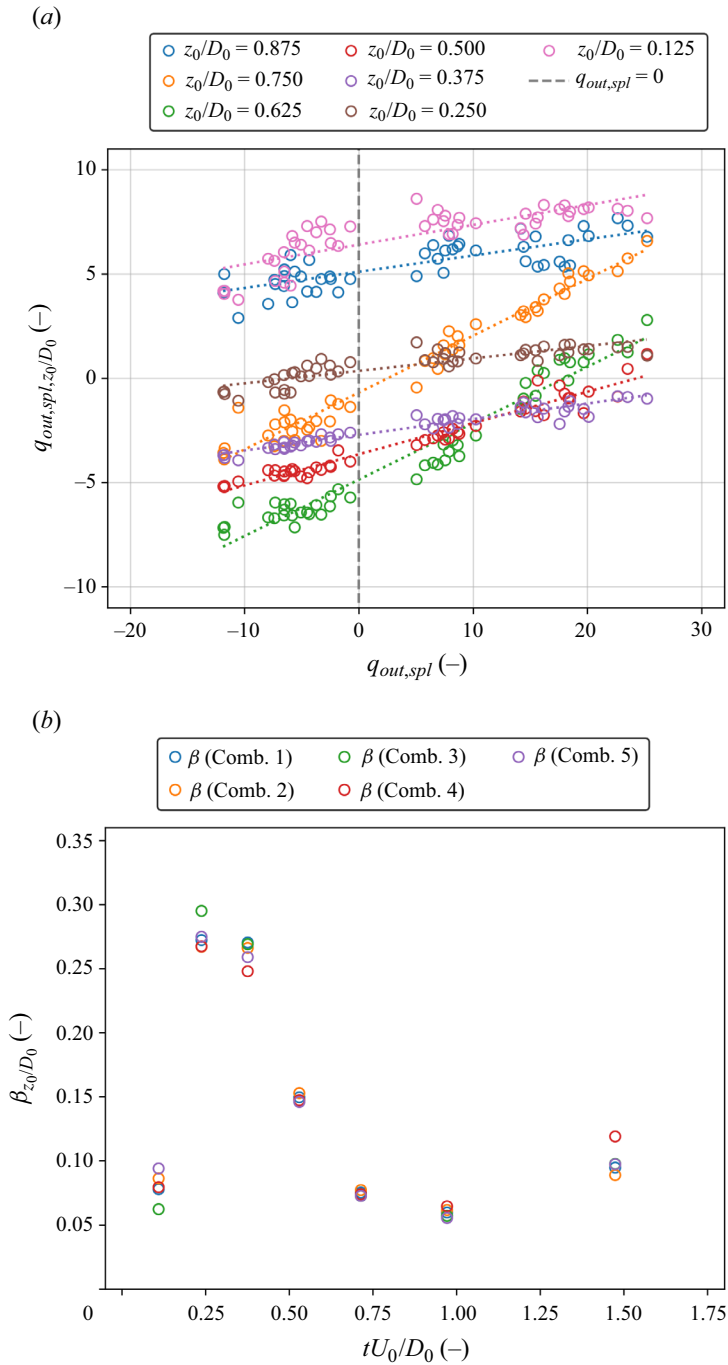 (a)
z0/D0 = 0.875 z0/D0 = 0.500 z0/D0 = 0.125
z0/D0 = 0.750 z0/D0 = 0.375 qout,spl = 0
z0/D0 = 0.625 z0/D0 = 0.250
10
5
0
–5
–10
qout,spl,z0/D0 (–)
–20 –10 0 10 20 30
qout,spl (–)
(b)
β (Comb. 1) β (Comb. 3) β (Comb. 5)
β (Comb. 2) β (Comb. 4)
0.35
0.30
0.25
0.20
0.15
0.10
0.05
βz0/D0 (–)
0 0.25 0.50 0.75 1.00 1.25 1.50 1.75
tU0/D0 (–)